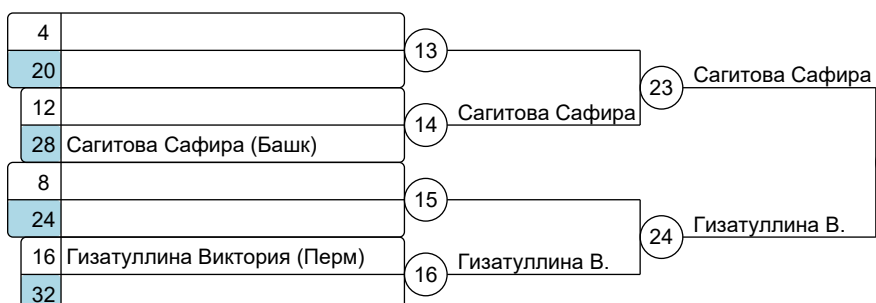 4
13
20
23 Сагитова Сафира
12
14 Сагитова Сафира
28 Сагитова Сафира (Башк)
8
15
24
24 Гизатуллина В.
16 Гизатуллина Виктория (Перм)
16 Гизатуллина В.
32